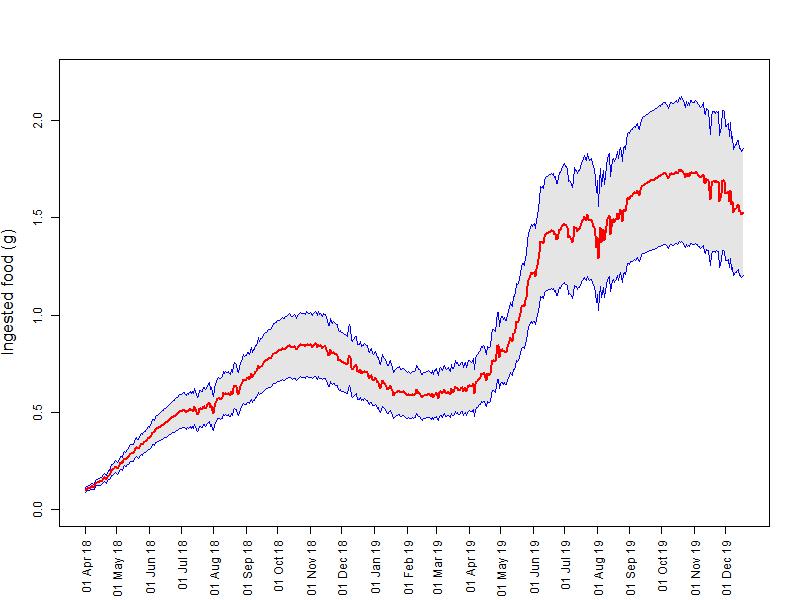 Ingested food (g)
2.0
1.5
1.0
0.5
0.0
01 Apr 18
01 May 18
01 Jun 18
01 Jul 18
01 Aug 18
01 Sep 18
01 Oct 18
01 Nov 18
01 Dec 18
01 Jan 19
01 Feb 19
01 Mar 19
01 Apr 19
01 May 19
01 Jun 19
01 Jul 19
01 Aug 19
01 Sep 19
01 Oct 19
01 Nov 19
01 Dec 19